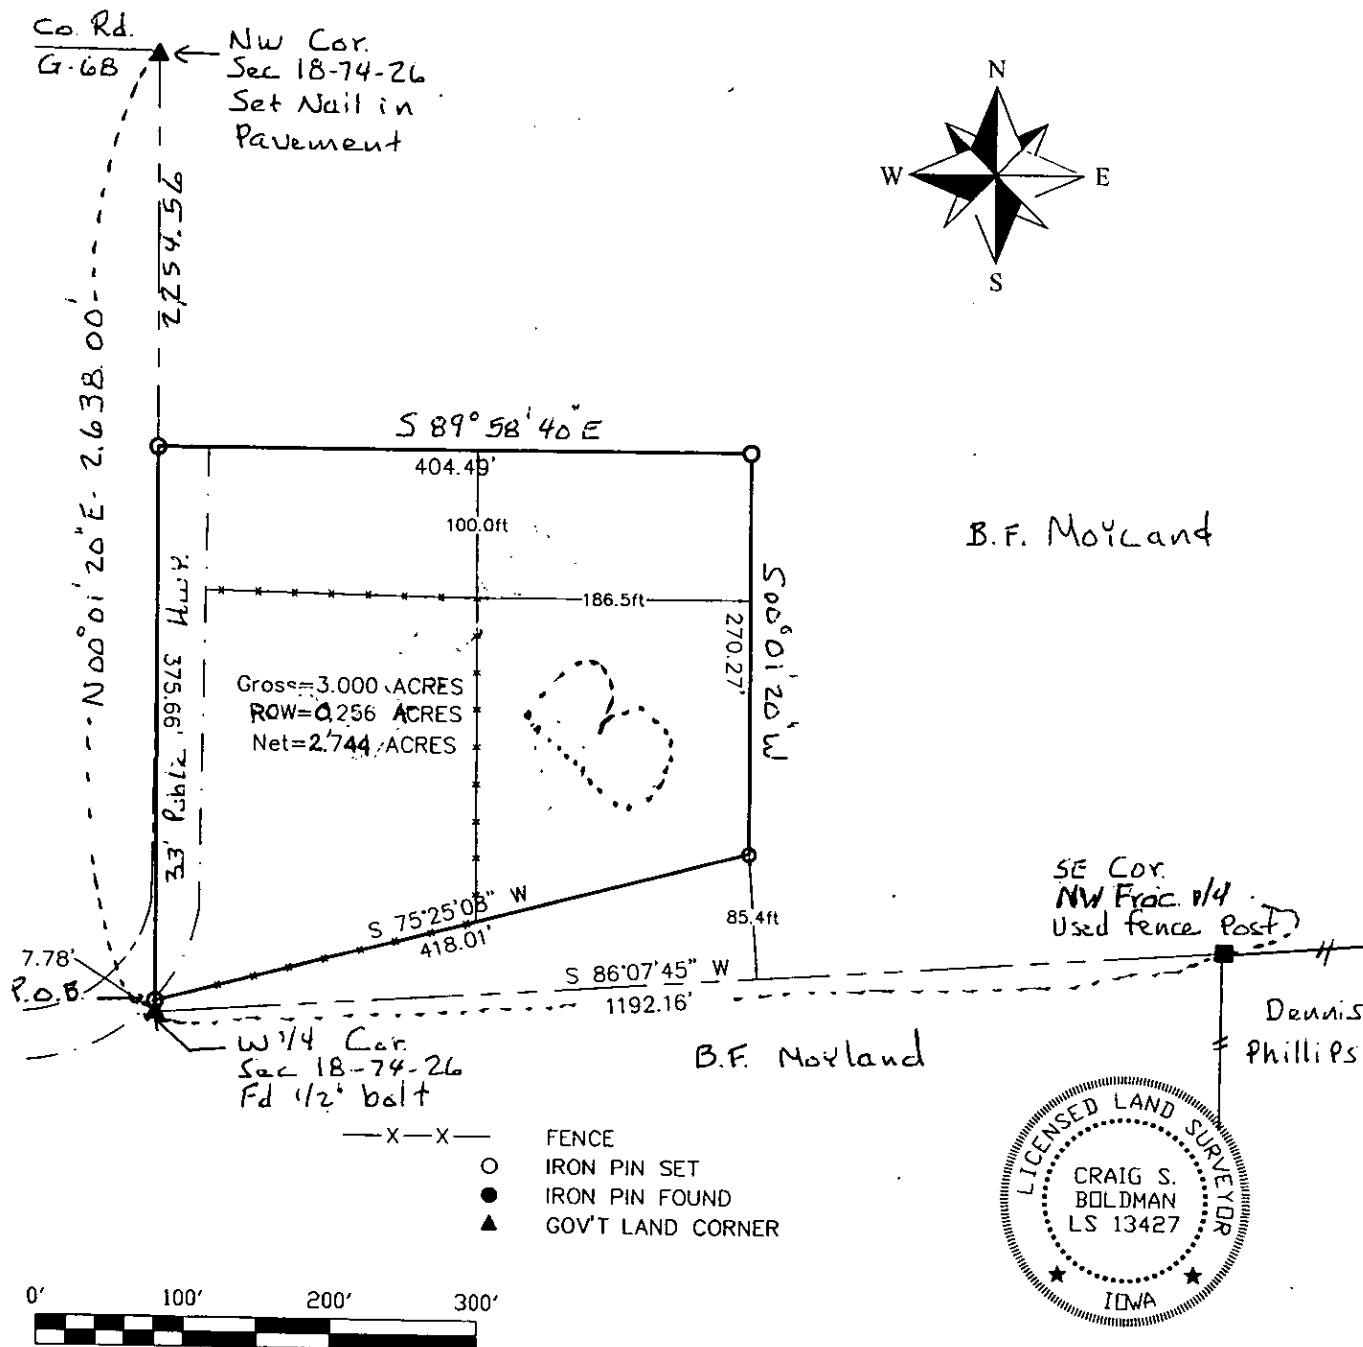 Co. Rd.
G-68
NW Cor.
Sec 18-74-26
Set Nail in
Pavement
N
W
E
S
2,254.56
N 00° 01' 20" E - 2,638.00'
S 89° 58' 40" E
404.49'
100.0ft
186.5ft
B.F. Moyland
S 00° 01' 20" W
270.27'
33' Public Hwy.
375.66
Gross=3.000 ACRES
ROW=0.256 ACRES
Net=2.744 ACRES
B
S 75°25'03" W
418.01'
85.4ft
SE Cor.
NW Frac. 1/4
Used fence Post
7.78'
P.O.B.
S 86°07'45" W
1192.16'
W 1/4 Cor.
Sec 18-74-26
Fd 1/2" bolt
B.F. Moyland
Dennis
Phillips
—X—X— FENCE
IRON PIN SET
IRON PIN FOUND
GOV'T LAND CORNER
LICENSED LAND SURVEYOR
CRAIG S.
BOLDMAN
LS 13427
IOWA
0' 100' 200' 300'